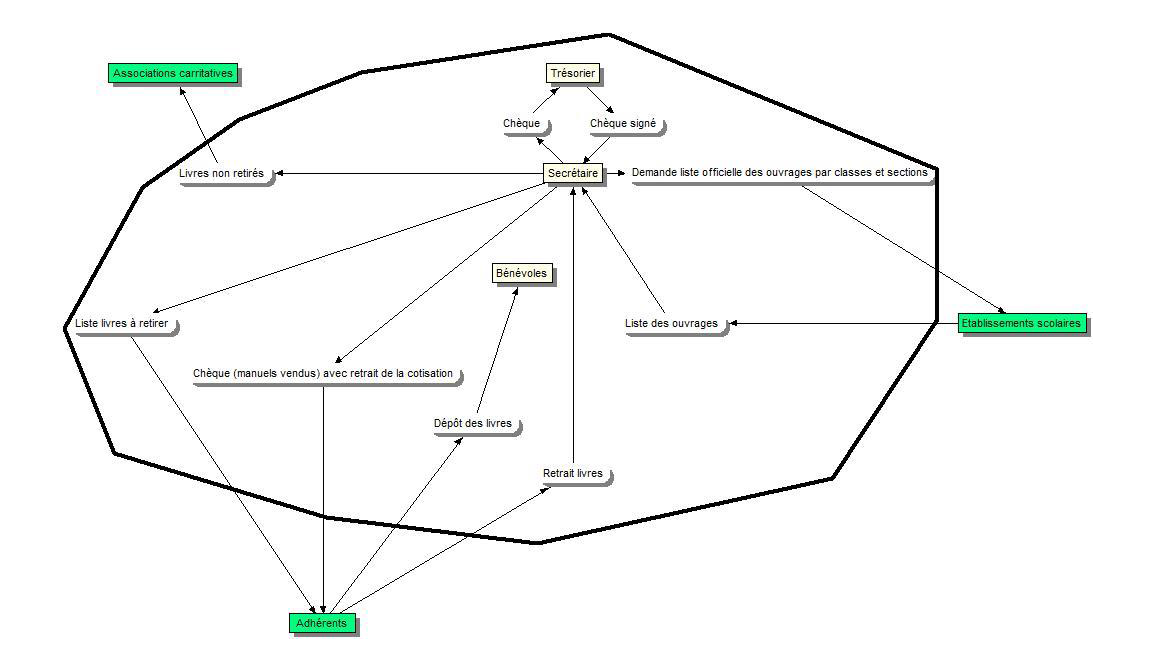 Associations carritatives
Trésorier
Chèque
Chèque signé
Livres non retirés
Secrétaire
Demande liste officielle des ouvrages par classes et sections
Bénévoles
Liste livres à retirer
Liste des ouvrages
Etablissements scolaires
Chèque (manuels vendus) avec retrait de la cotisation
Dépôt des livres
Retrait livres
Adhérents